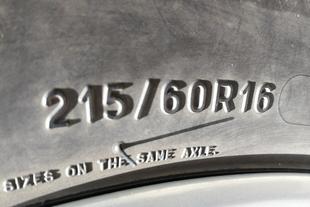 215/60R16
SIZES ON THE SAME AXLE.